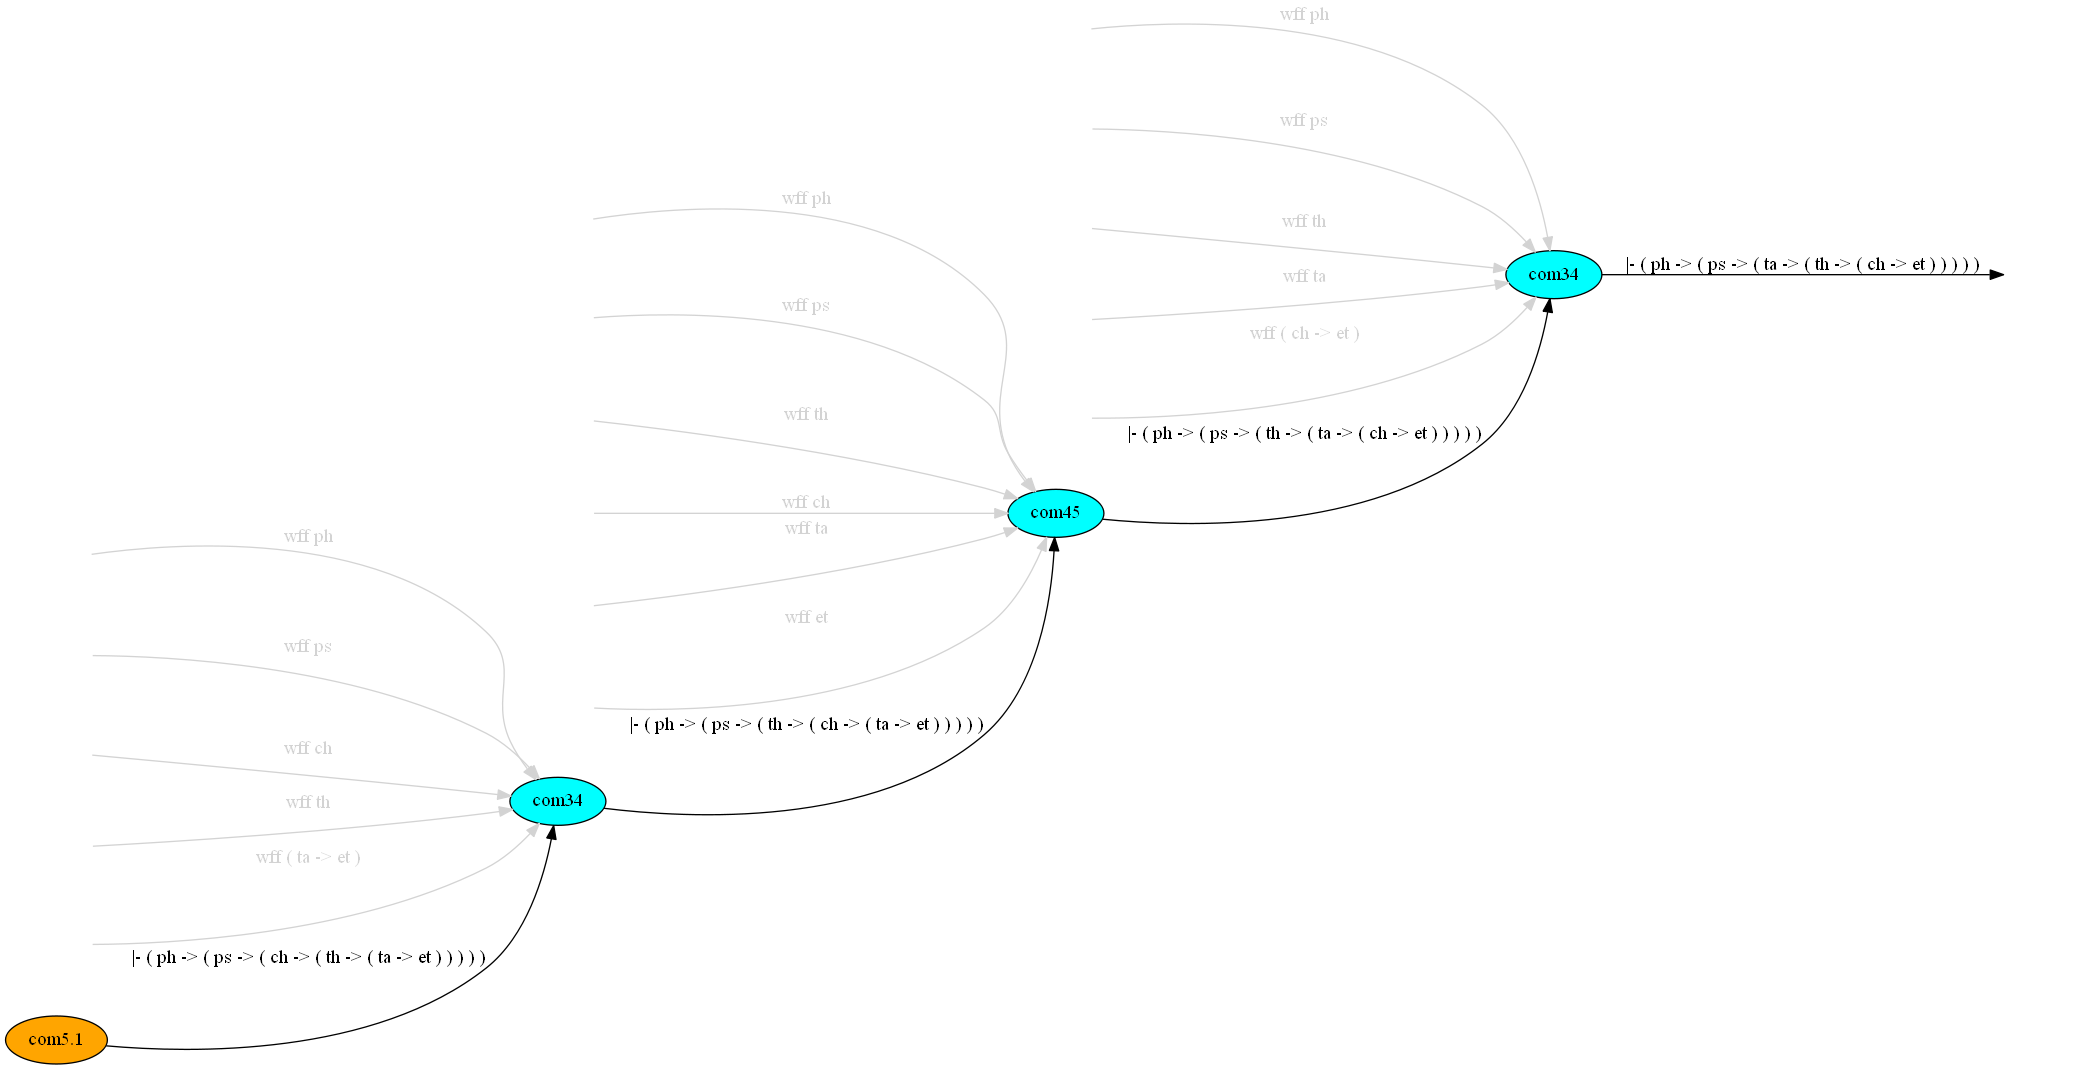 wff ph
wff ps
wff th
wff ta
wff ( ch -> et )
com34
|- ( ph -> ( ps -> ( ta -> ( th -> ( ch -> et ) ) ) ) )
|- ( ph -> ( ps -> ( th -> ( ta -> ( ch -> et ) ) ) ) )
wff ph
wff ps
wff th
wff ch
wff ta
wff et
com45
|- ( ph -> ( ps -> ( th -> ( ch -> ( ta -> et ) ) ) ) )
wff ph
wff ps
wff ch
wff th
wff ( ta -> et )
com34
|- ( ph -> ( ps -> ( ch -> ( th -> ( ta -> et ) ) ) ) )
com5.1